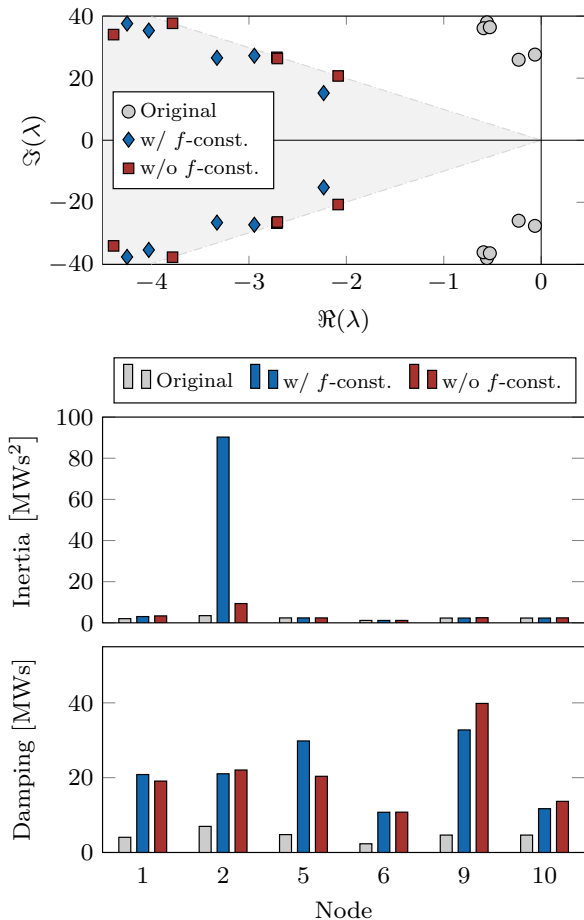 40
20
0
−20
−40
ℑ(λ)
Original
w/ f-const.
w/o f-const.
−4 −3 −2 −1 0
ℜ(λ)
Original w/ f-const. w/o f-const.
100
80
60
40
20
0
Inertia [MWs²]
40
20
0
Damping [MWs]
1 2 5 6 9 10
Node